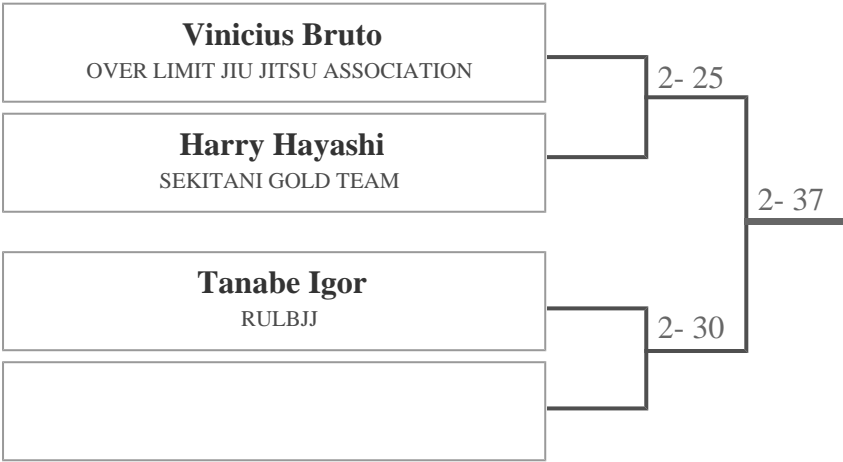 Vinicius Bruto
OVER LIMIT JIU JITSU ASSOCIATION
2- 25
Harry Hayashi
SEKITANI GOLD TEAM
2- 37
Tanabe Igor
RULBJJ
2- 30